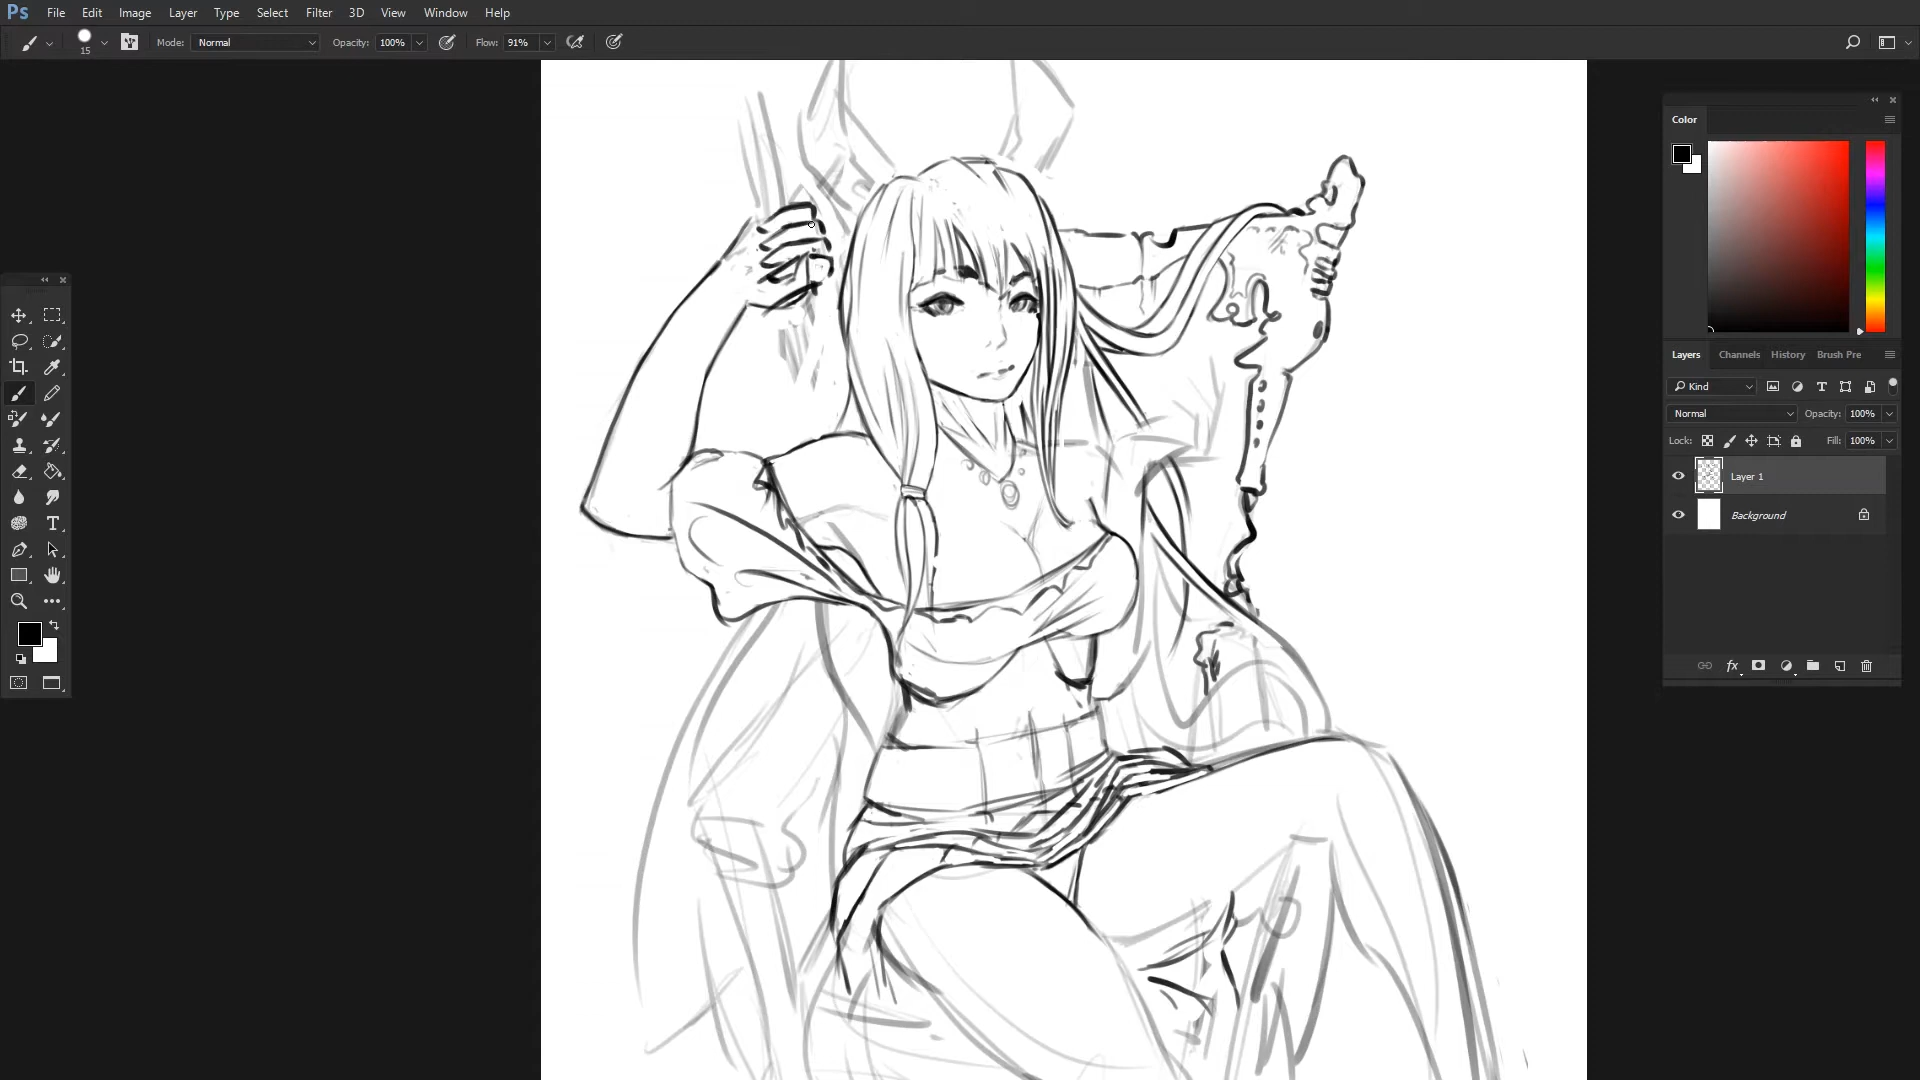 Ps File Edit Image Layer Type Select Filter 3D View Window Help
15 Mode: Normal Opacity: 100% Flow: 91%
Color
Layers Channels History Brush Pre
Kind
Normal Opacity: 100%
Lock: Fill: 100%
Layer 1
Background